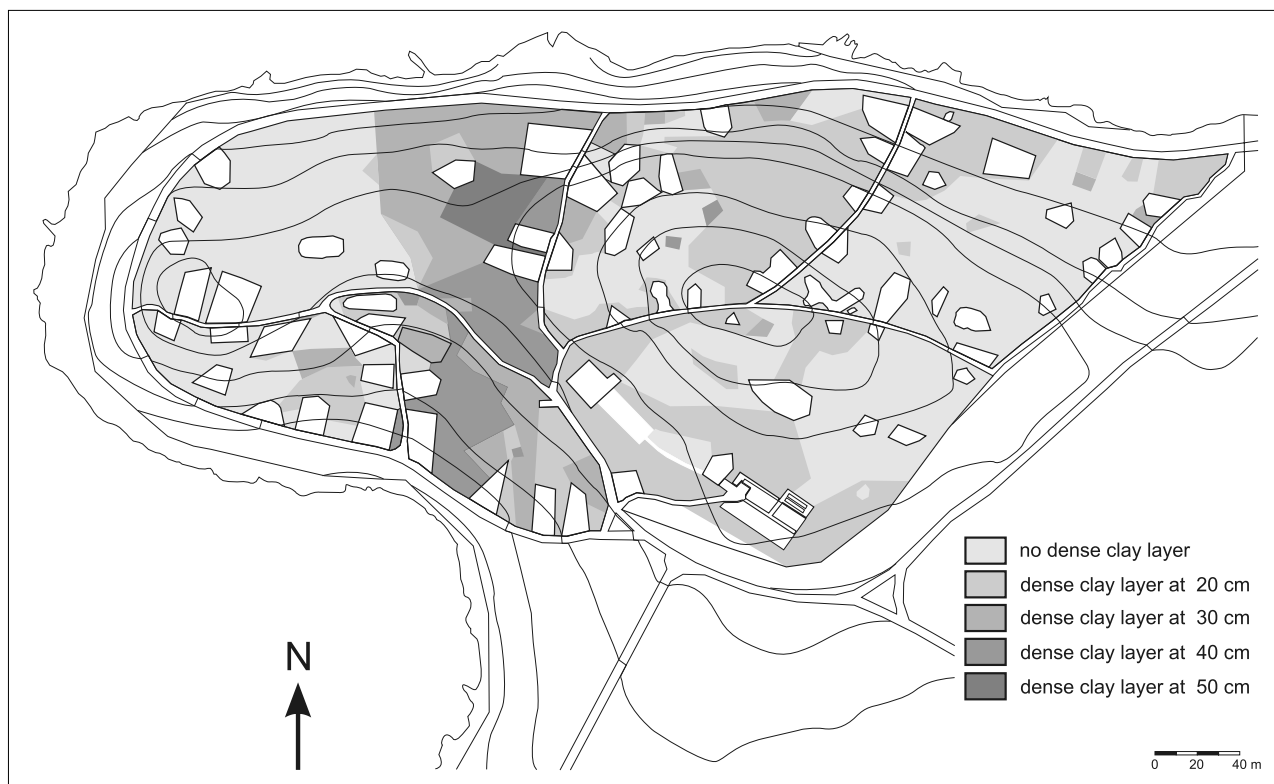 no dense clay layer
dense clay layer at 20 cm
dense clay layer at 30 cm
dense clay layer at 40 cm
dense clay layer at 50 cm
N
0 20 40 m